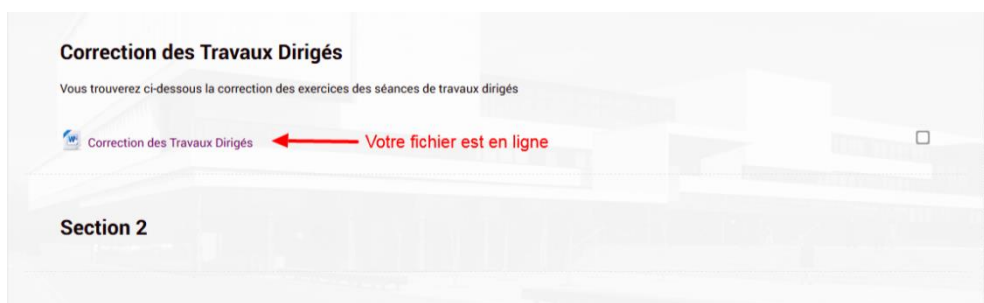 Correction des Travaux Dirigés
Vous trouverez ci-dessous la correction des exercices des séances de travaux dirigés
Correction des Travaux Dirigés Votre fichier est en ligne
Section 2